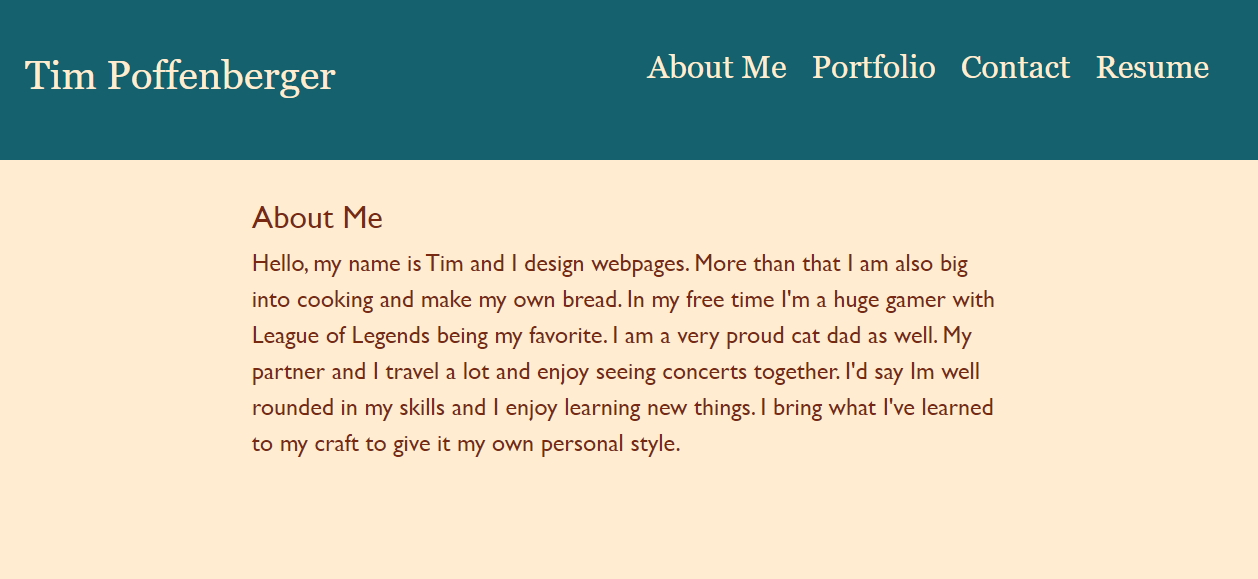 Tim Poffenberger
About Me Portfolio Contact Resume
About Me
Hello, my name is Tim and I design webpages. More than that I am also big
into cooking and make my own bread. In my free time I'm a huge gamer with
League of Legends being my favorite. I am a very proud cat dad as well. My
partner and I travel a lot and enjoy seeing concerts together. I'd say Im well
rounded in my skills and I enjoy learning new things. I bring what I've learned
to my craft to give it my own personal style.